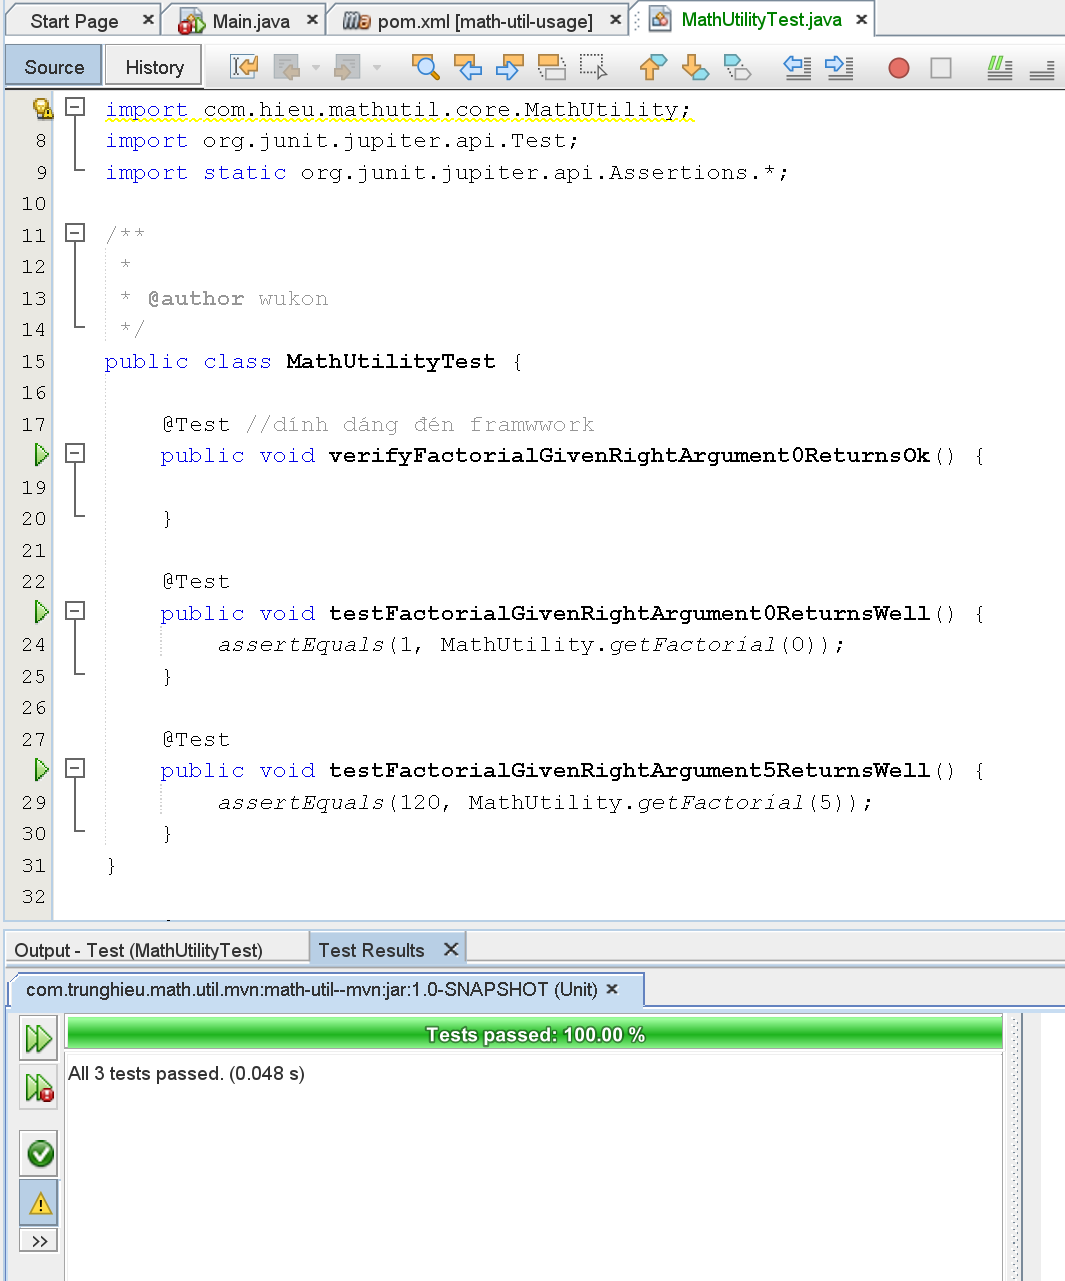 Start Page × Main.java × pom.xml [math-util-usage] × MathUtilityTest.java ×
Source History
import com.hieu.mathutil.core.MathUtility;
8 import org.junit.jupiter.api.Test;
9 import static org.junit.jupiter.api.Assertions.*;
10
11 /**
12 *
13 * @author wukon
14 */
15 public class MathUtilityTest {
16
17 @Test //dính dáng đén framwwork
public void verifyFactorialGivenRightArgument0ReturnsOk() {
19
20 }
21
22 @Test
public void testFactorialGivenRightArgument0ReturnsWell() {
24 assertEquals(1, MathUtility.getFactorial(0));
25 }
26
27 @Test
public void testFactorialGivenRightArgument5ReturnsWell() {
29 assertEquals(120, MathUtility.getFactorial(5));
30 }
31 }
32
Output - Test (MathUtilityTest) Test Results ×
com.trunghieu.math.util.mvn:math-util--mvn:jar:1.0-SNAPSHOT (Unit) ×
Tests passed: 100.00 %
All 3 tests passed. (0.048 s)
>>